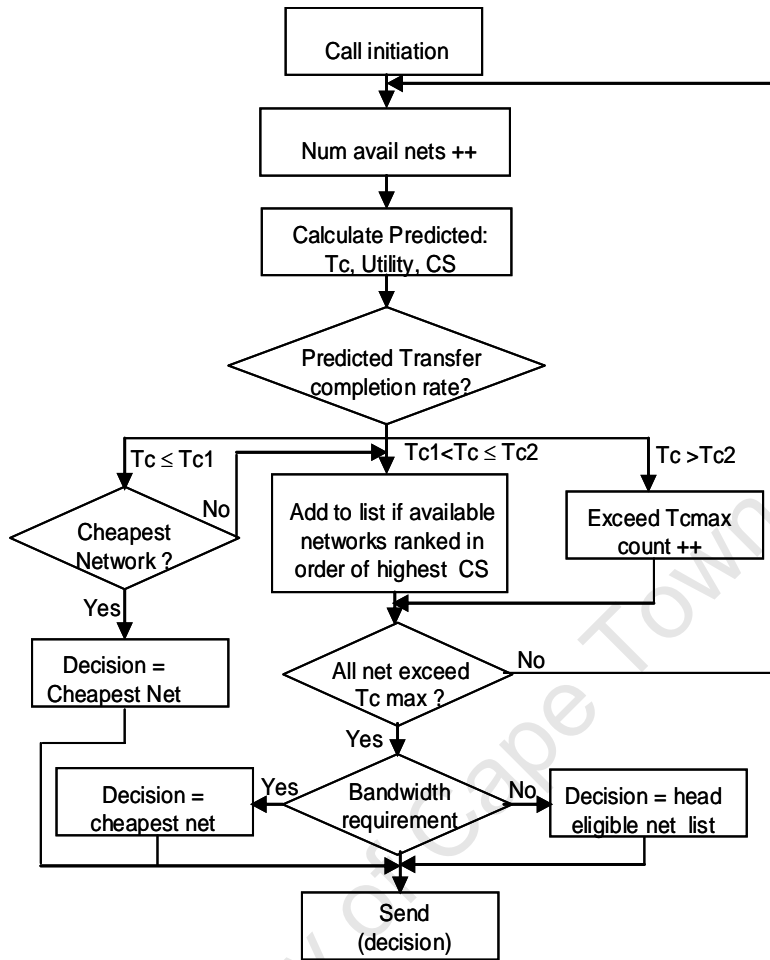 Call initiation
Num avail nets ++
Calculate Predicted:
Tc, Utility, CS
Predicted Transfer
completion rate?
Tc ≤ Tc1
Tc1<Tc ≤ Tc2
Tc >Tc2
No
Cheapest
Network ?
Add to list if available
networks ranked in
order of highest CS
Exceed Tcmax
count ++
Yes
Decision =
Cheapest Net
All net exceed
Tc max ?
No
Yes
Decision =
cheapest net
Yes
Bandwidth
requirement
No
Decision = head
eligible net list
Send
(decision)
of Cape Town